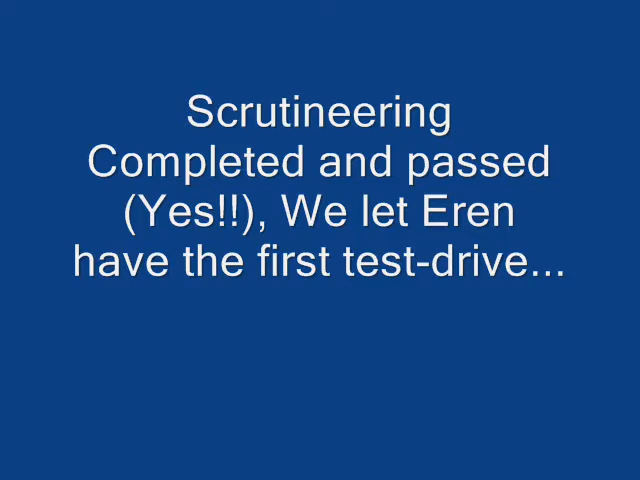 Scrutineering
Completed and passed
(Yes!!), We let Eren
have the first test-drive...